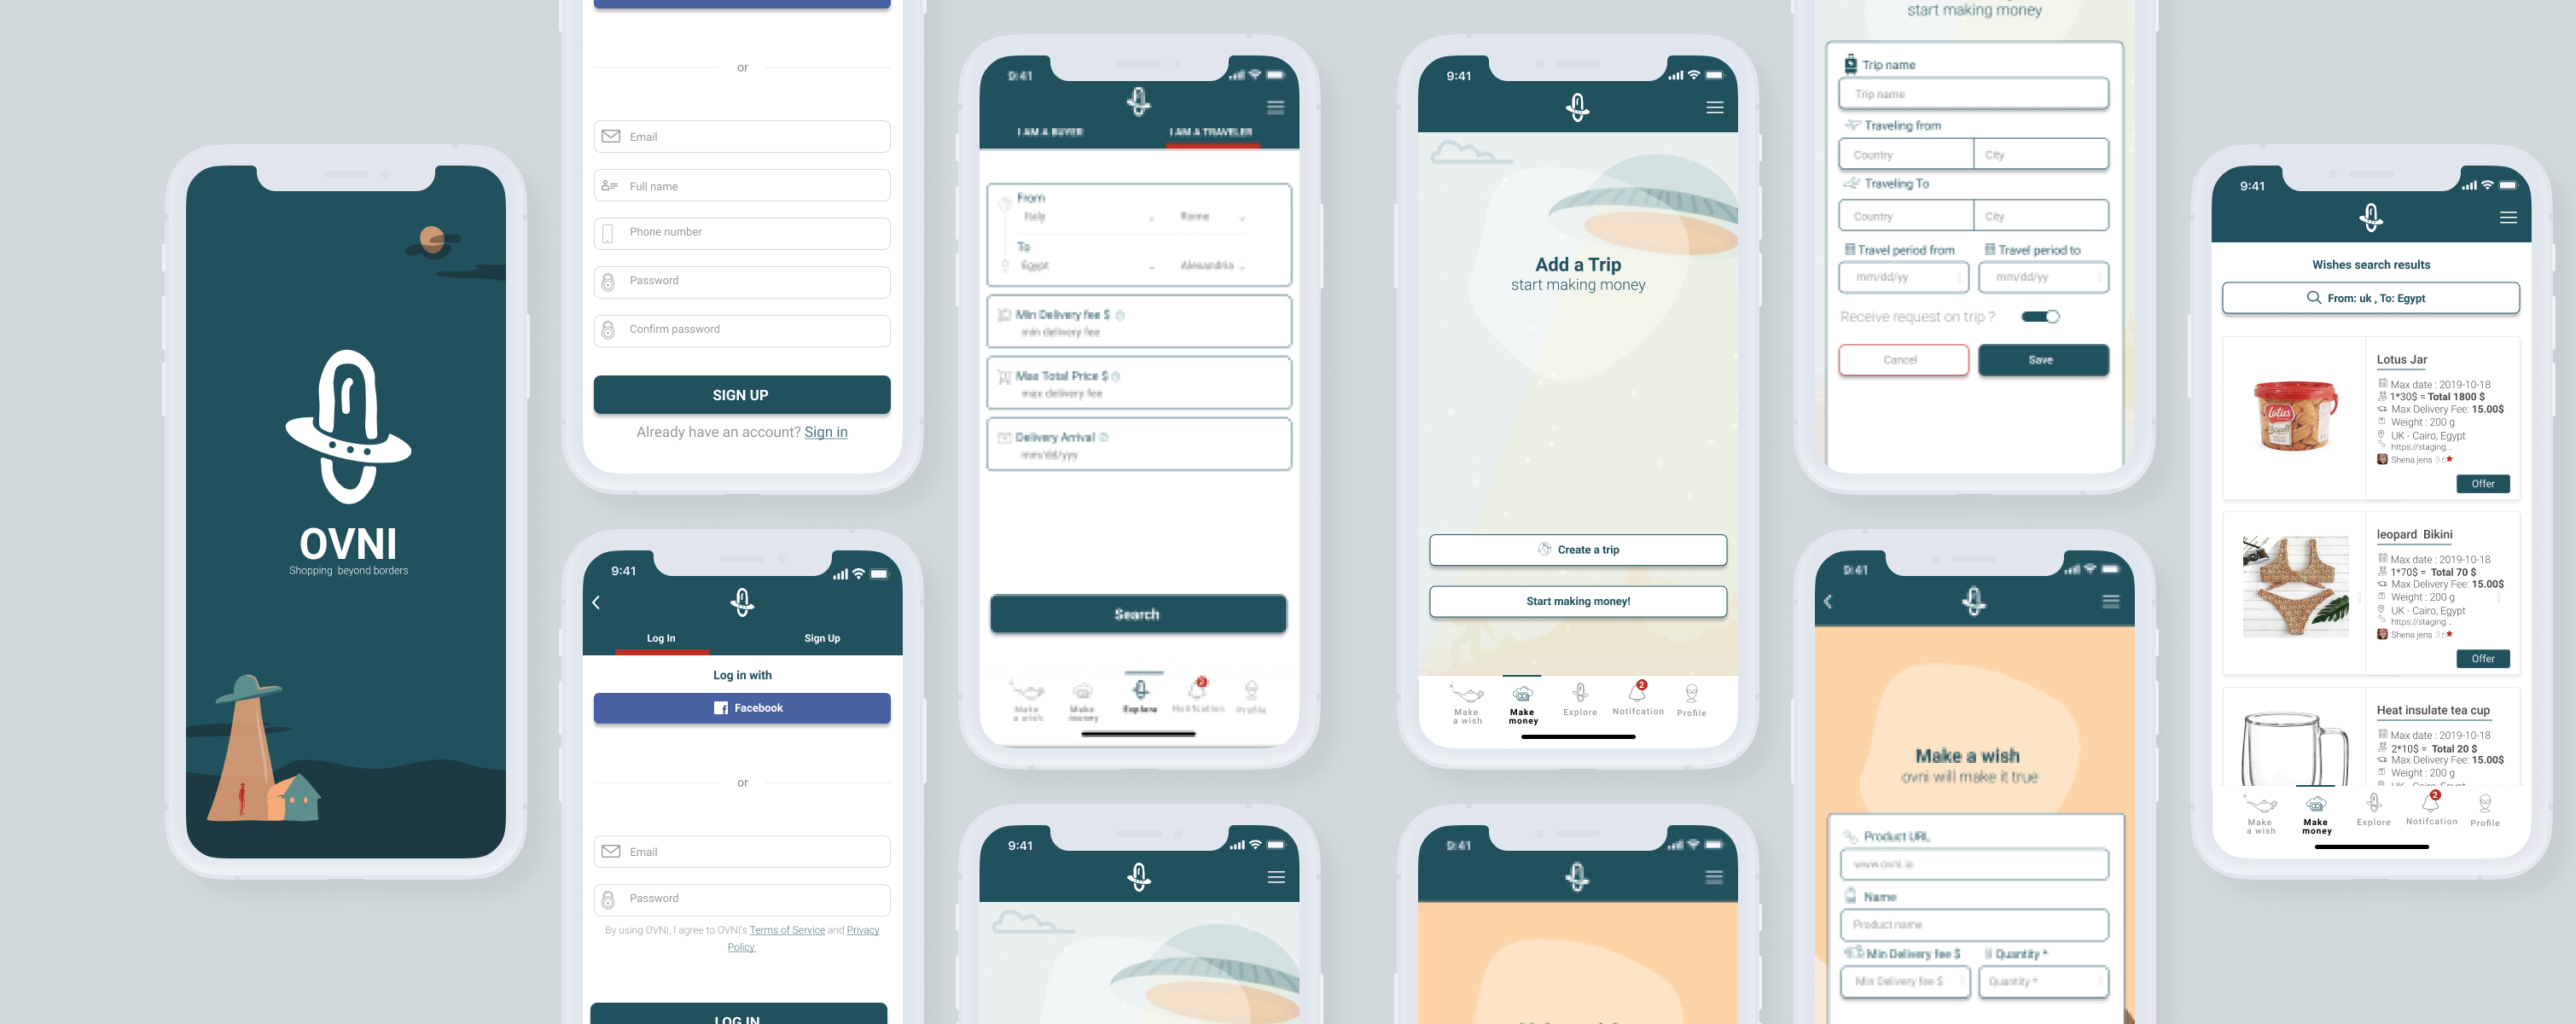 OVNI
Shopping beyond borders
or
Email
Full name
Phone number
Password
Confirm password
SIGN UP
Already have an account? Sign in
9:41
Log In
Sign Up
Log in with
Facebook
or
Email
Password
By using OVNI, I agree to OVNI's Terms of Service and Privacy
Policy.
LOG IN
9:41
I AM A BUYER
I AM A TRAVELER
From
Italy
Rome
To
Egypt
Alexandria
Min Delivery fee $
min delivery fee
Max Total Price $
max delivery fee
Delivery Arrival
mm/dd/yyy
Search
Make
a wish
Make
money
Explore
Notification
Profile
9:41
9:41
Add a Trip
start making money
Create a trip
Start making money!
Make
a wish
Make
money
Explore
2
Notifcation
Profile
9:41
start making money
Trip name
Trip name
Traveling from
Country
City
Traveling To
Country
City
Travel period from
Travel period to
mm/dd/yy
mm/dd/yy
Receive request on trip ?
Cancel
Save
9:41
Make a wish
ovni will make it true
Product URL
www.ovni.io
Name
Product name
Min Delivery fee $
Quantity *
Min Delivery fee $
Quantity *
9:41
Wishes search results
From: uk , To: Egypt
Lotus Jar
lotus
Biscoff
Max date : 2019-10-18
1*30$ = Total 1800 $
Max Delivery Fee: 15.00$
Weight : 200 g
UK - Cairo, Egypt
https://staging...
Shena jens 3.6
Offer
leopard Bikini
Max date : 2019-10-18
1*70$ = Total 70 $
Max Delivery Fee: 15.00$
Weight : 200 g
UK - Cairo, Egypt
https://staging...
Shena jens 3.6
Offer
Heat insulate tea cup
Max date : 2019-10-18
2*10$ = Total 20 $
Max Delivery Fee: 15.00$
Weight : 200 g
Make
a wish
Make
money
Explore
2
Notifcation
Profile